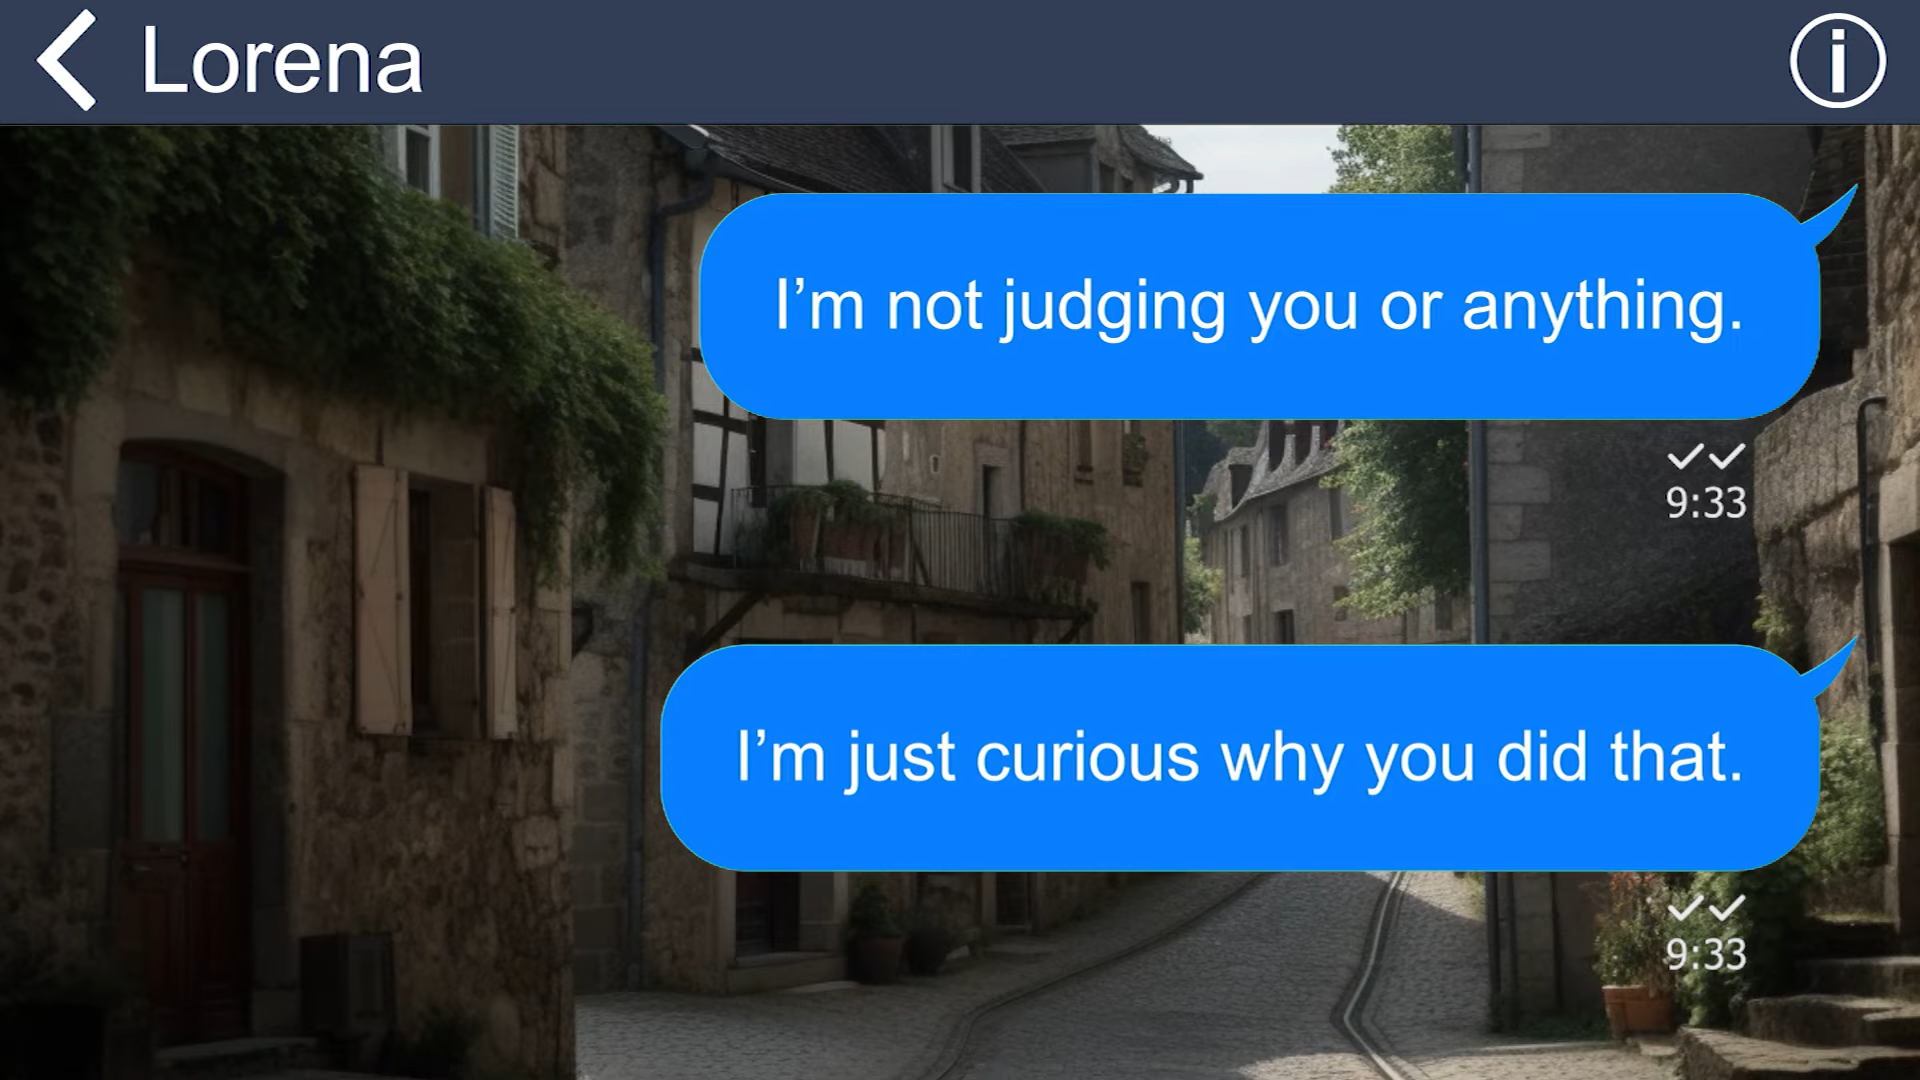 Lorena
I’m not judging you or anything.
9:33
I’m just curious why you did that.
9:33